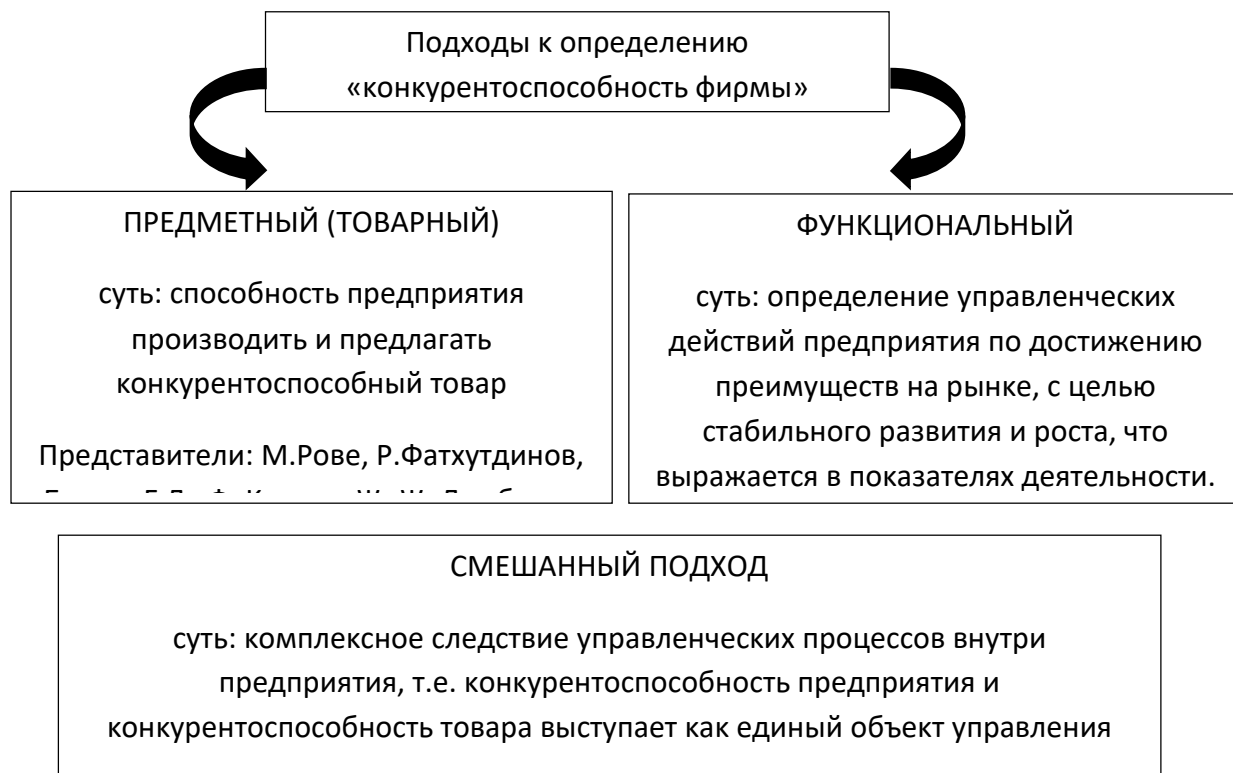 Подходы к определению
«конкурентоспособность фирмы»
ПРЕДМЕТНЫЙ (ТОВАРНЫЙ)
суть: способность предприятия
производить и предлагать
конкурентоспособный товар
Представители: М.Рове, Р.Фатхутдинов,
ФУНКЦИОНАЛЬНЫЙ
суть: определение управленческих
действий предприятия по достижению
преимуществ на рынке, с целью
стабильного развития и роста, что
выражается в показателях деятельности.
СМЕШАННЫЙ ПОДХОД
суть: комплексное следствие управленческих процессов внутри
предприятия, т.е. конкурентоспособность предприятия и
конкурентоспособность товара выступает как единый объект управления